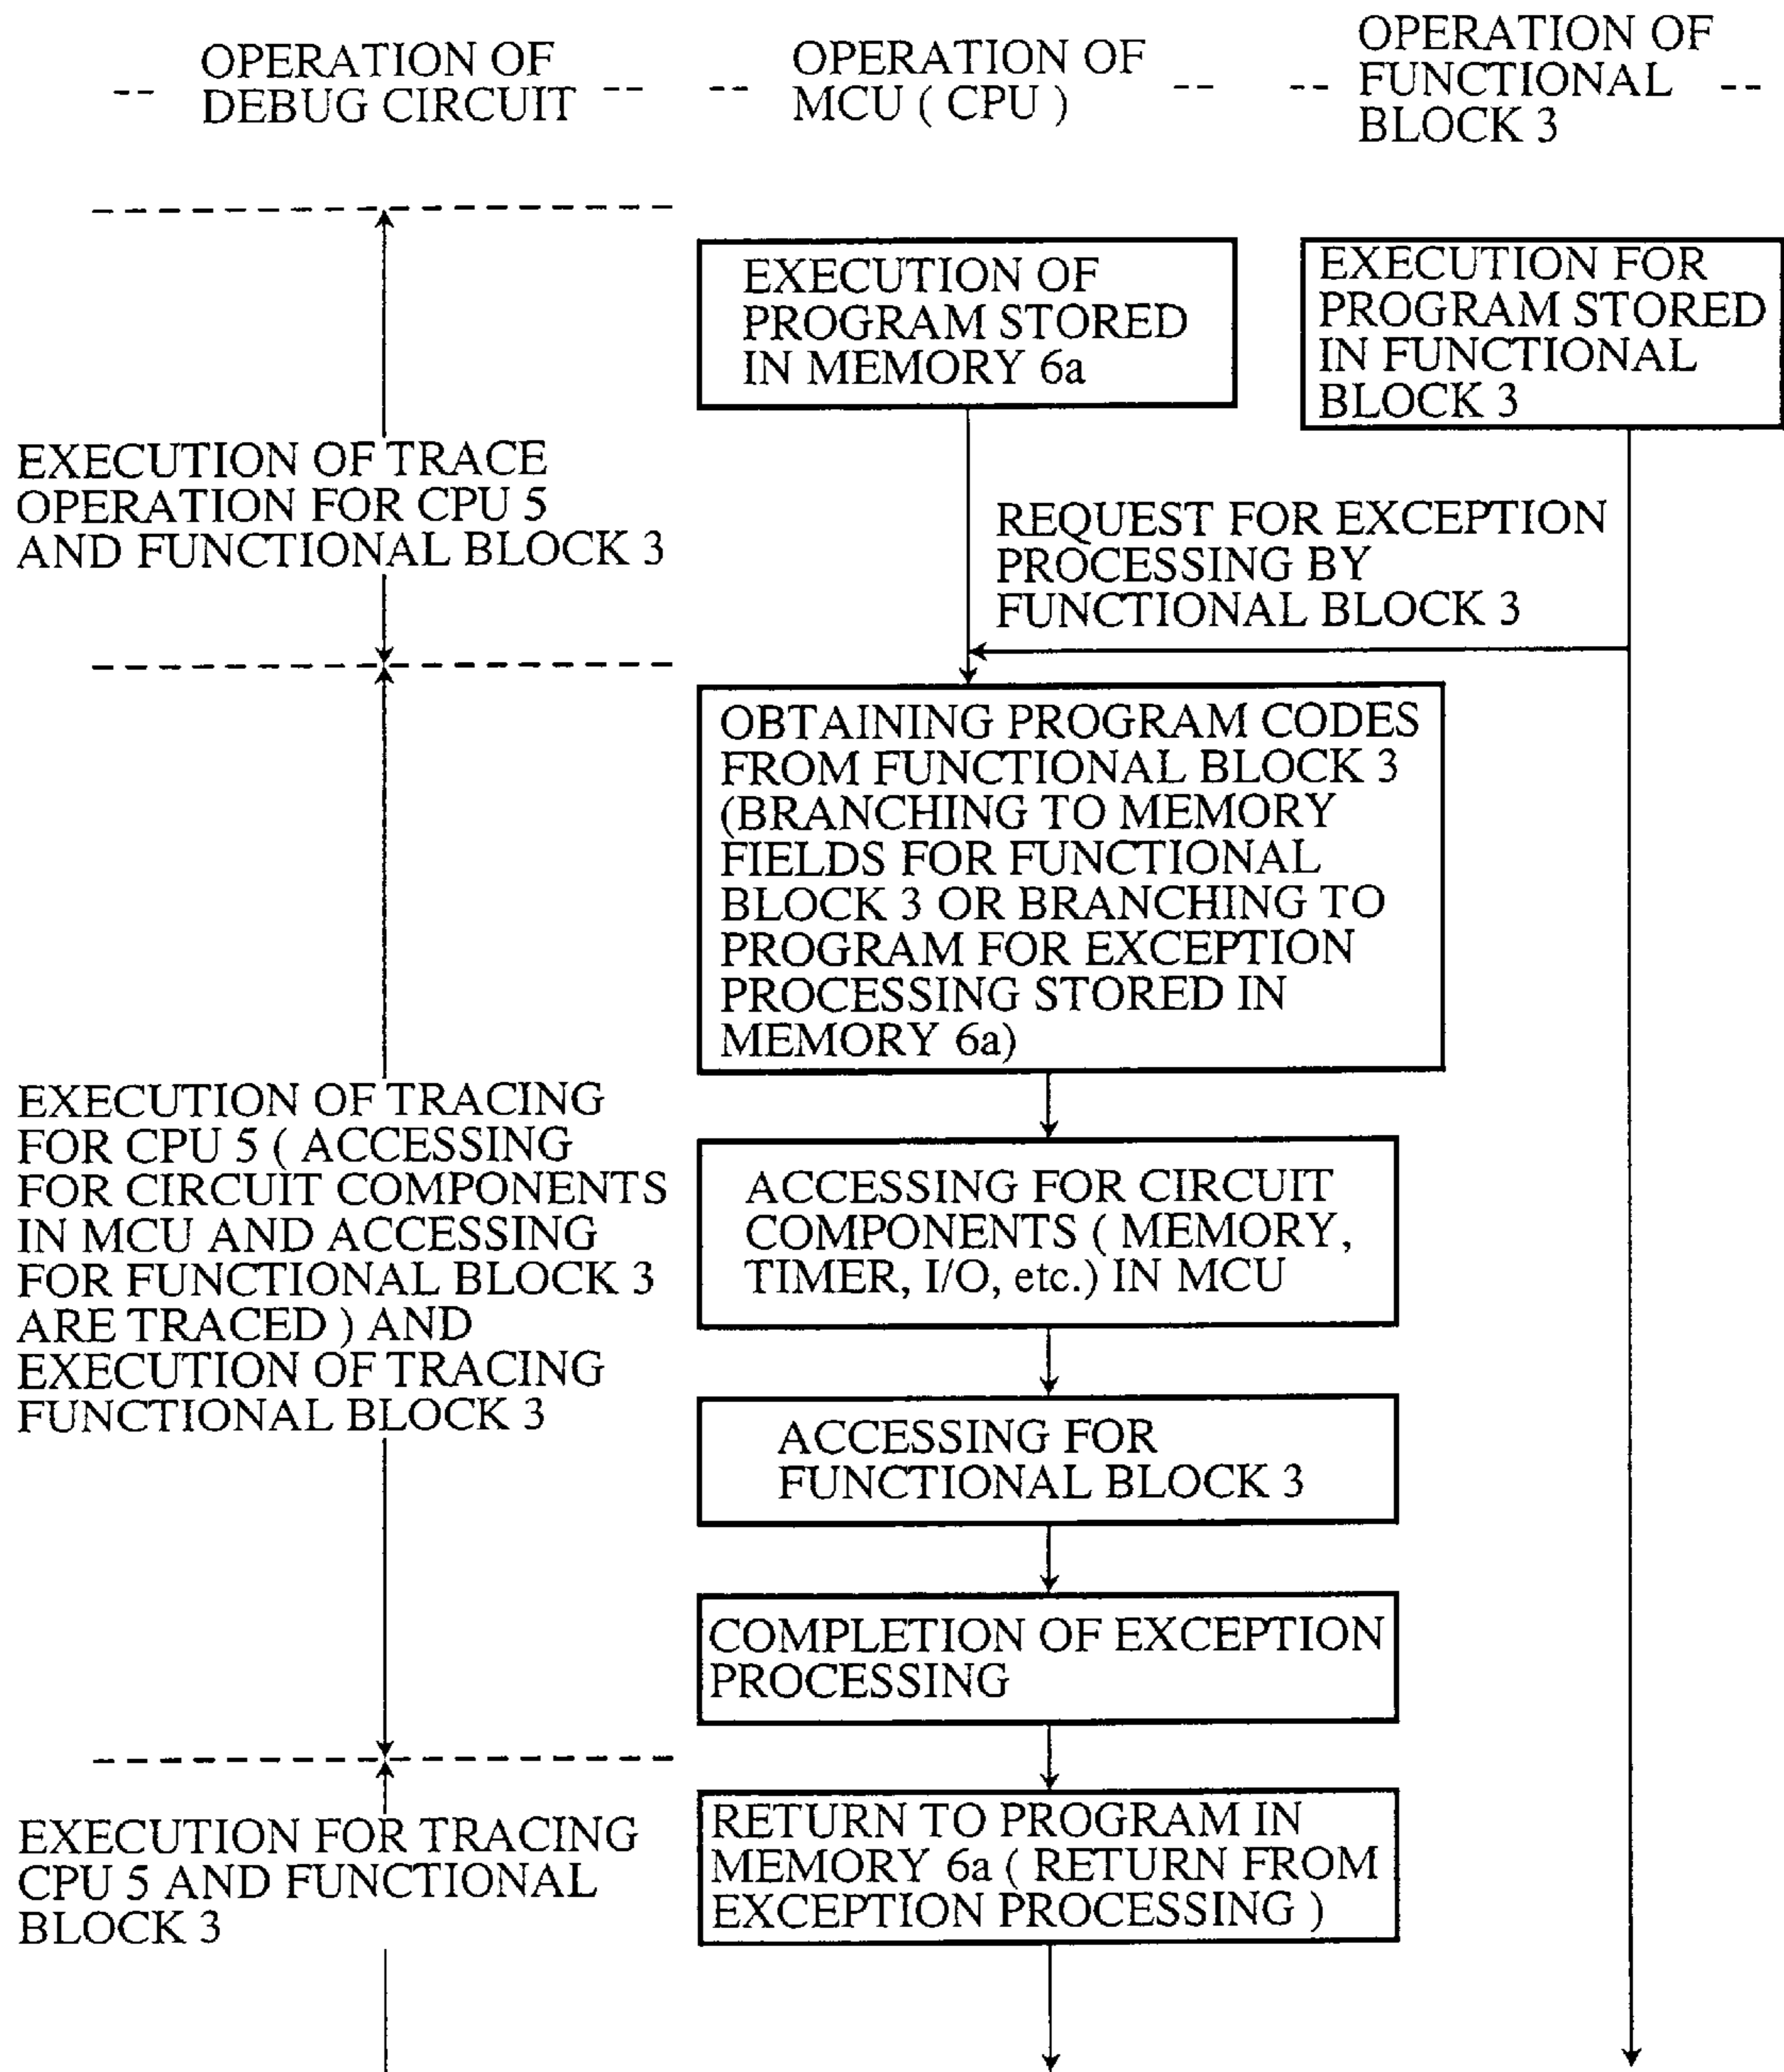 OPERATION OF
DEBUG CIRCUIT
OPERATION OF
MCU ( CPU )
OPERATION OF
FUNCTIONAL
BLOCK 3
EXECUTION OF
PROGRAM STORED
IN MEMORY 6a
EXECUTION FOR
PROGRAM STORED
IN FUNCTIONAL
BLOCK 3
EXECUTION OF TRACE
OPERATION FOR CPU 5
AND FUNCTIONAL BLOCK 3
REQUEST FOR EXCEPTION
PROCESSING BY
FUNCTIONAL BLOCK 3
OBTAINING PROGRAM CODES
FROM FUNCTIONAL BLOCK 3
(BRANCHING TO MEMORY
FIELDS FOR FUNCTIONAL
BLOCK 3 OR BRANCHING TO
PROGRAM FOR EXCEPTION
PROCESSING STORED IN
MEMORY 6a)
EXECUTION OF TRACING
FOR CPU 5 ( ACCESSING
FOR CIRCUIT COMPONENTS
IN MCU AND ACCESSING
FOR FUNCTIONAL BLOCK 3
ARE TRACED ) AND
EXECUTION OF TRACING
FUNCTIONAL BLOCK 3
ACCESSING FOR CIRCUIT
COMPONENTS ( MEMORY,
TIMER, I/O, etc.) IN MCU
ACCESSING FOR
FUNCTIONAL BLOCK 3
COMPLETION OF EXCEPTION
PROCESSING
EXECUTION FOR TRACING
CPU 5 AND FUNCTIONAL
BLOCK 3
RETURN TO PROGRAM IN
MEMORY 6a ( RETURN FROM
EXCEPTION PROCESSING )